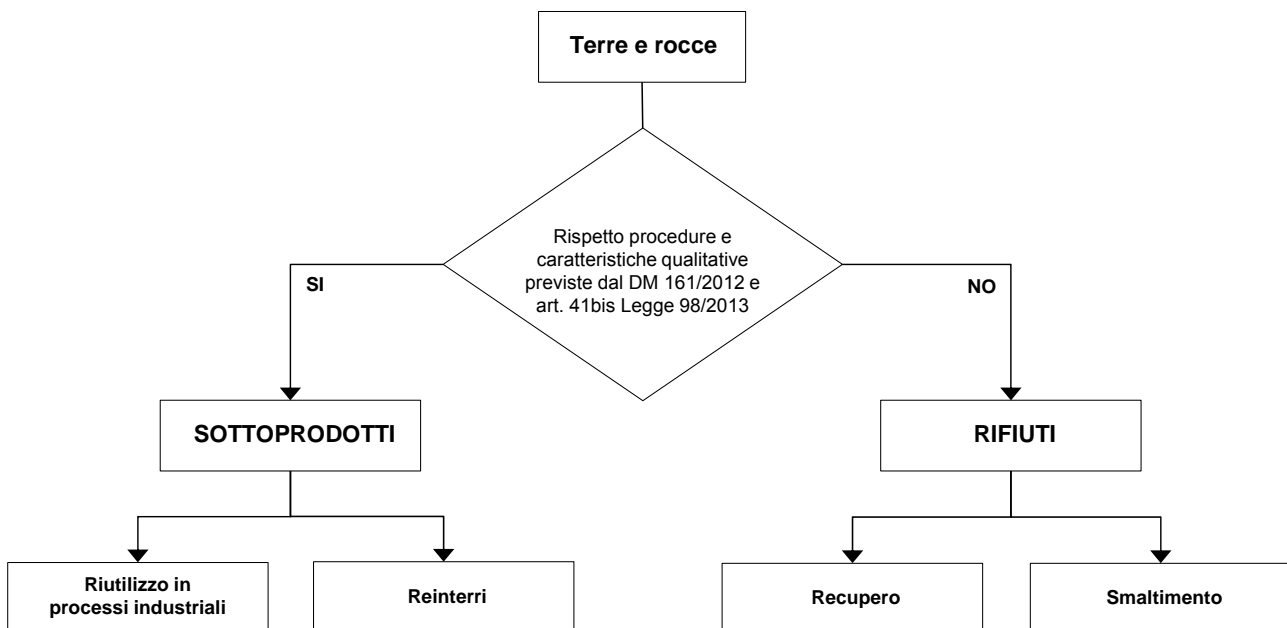 Terre e rocce
Rispetto procedure e
caratteristiche qualitative
previste dal DM 161/2012 e
art. 41bis Legge 98/2013
SI
NO
SOTTOPRODOTTI
RIFIUTI
Riutilizzo in
processi industriali
Reinterri
Recupero
Smaltimento